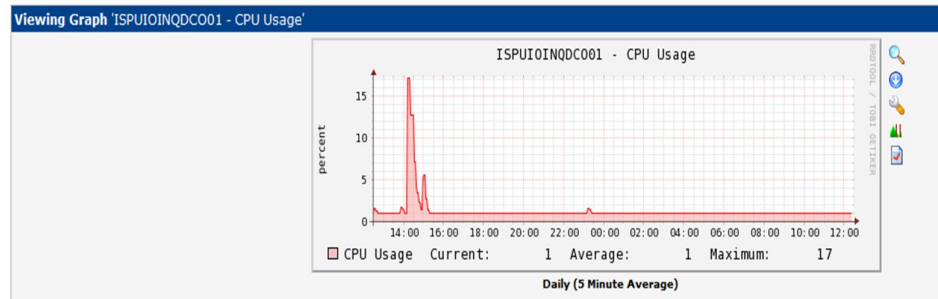 Viewing Graph 'ISPUIOINQDCO01 - CPU Usage'
ISPUIOINQDCO01 - CPU Usage
RRDTOOL / TOBI OETIKER
percent
15
10
5
0
14:00 16:00 18:00 20:00 22:00 00:00 02:00 04:00 06:00 08:00 10:00 12:00
CPU Usage Current: 1 Average: 1 Maximum: 17
Daily (5 Minute Average)